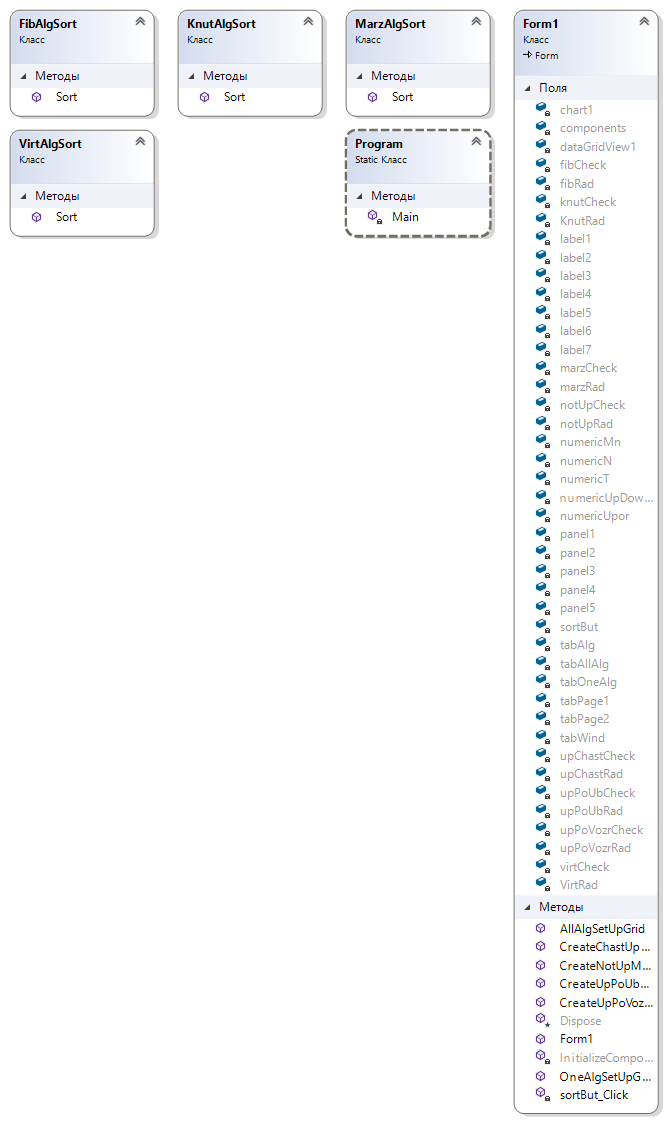 FibAlgSort
Класс
Методы
Sort
KnutAlgSort
Класс
Методы
Sort
MarzAlgSort
Класс
Методы
Sort
VirtAlgSort
Класс
Методы
Sort
Program
Static Класс
Методы
Main
Form1
Класс
Form
Поля
chart1
components
dataGridView1
fibCheck
fibRad
knutCheck
KnutRad
label1
label2
label3
label4
label5
label6
label7
marzCheck
marzRad
notUpCheck
notUpRad
numericMn
numericN
numericT
numericUpDow...
numericUpor
panel1
panel2
panel3
panel4
panel5
sortBut
tabAlg
tabAllAlg
tabOneAlg
tabPage1
tabPage2
tabWind
upChastCheck
upChastRad
upPoUbCheck
upPoUbRad
upPoVozrCheck
upPoVozrRad
virtCheck
VirtRad
Методы
AllAlgSetUpGrid
CreateChastUp...
CreateNotUpM...
CreateUpPoUb...
CreateUpPoVoz...
Dispose
Form1
InitializeCompo...
OneAlgSetUpG...
sortBut_Click